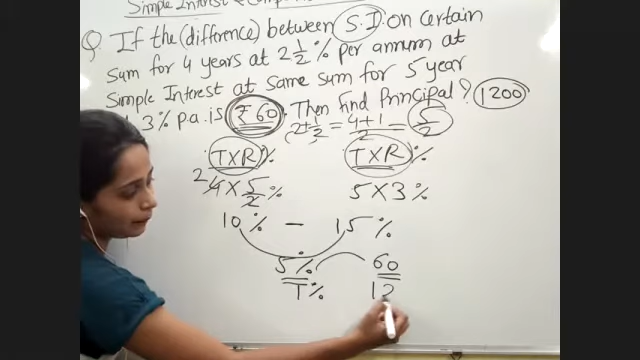 Simple Interest &
Q. If the (difference) between S.I. on certain
sum for 4 years at 2 1/2 % per annum at
Simple Interest at same sum for 5 year
3% p.a. is ₹60. Then find Principal? 1200
2+1/2 = 4+1/2 = 5/2
T×R % T×R %
2 4 × 5/2 % 5 × 3 %
10 % — 15 %
5 % 60
1 % 12